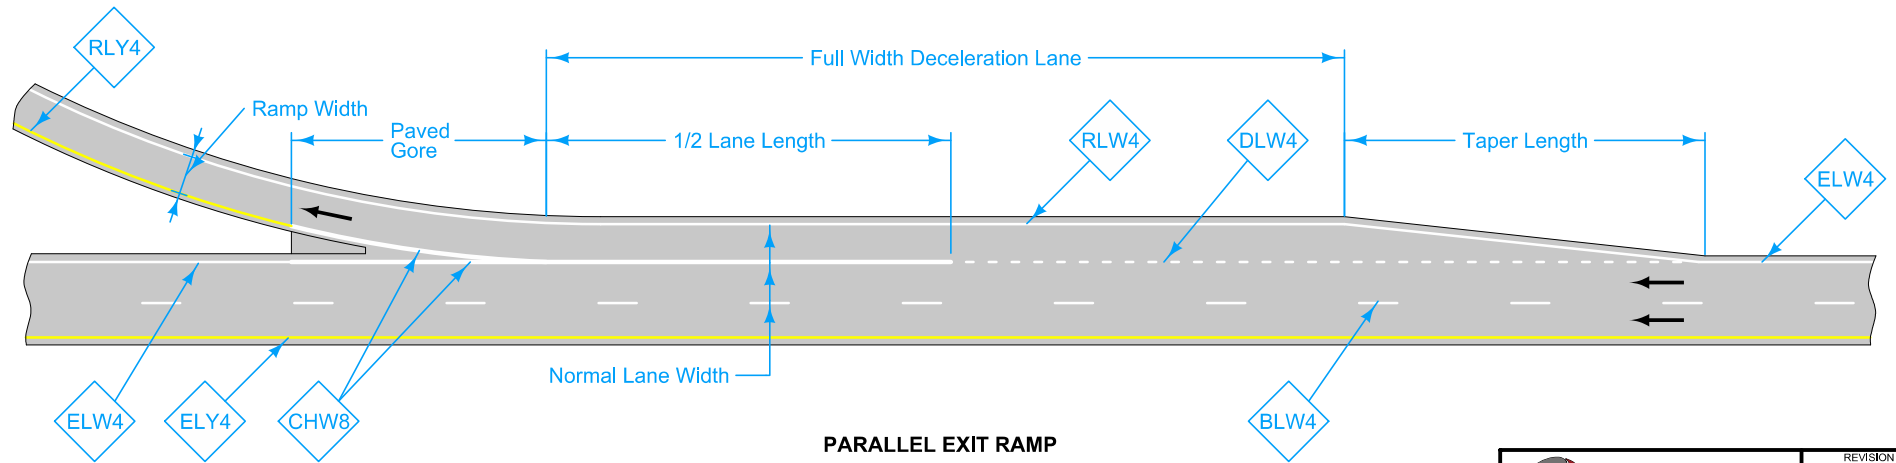 RLY4
Full Width Deceleration Lane
Ramp Width
Paved
Gore
1/2 Lane Length
RLW4
DLW4
Taper Length
ELW4
Normal Lane Width
ELW4
ELY4
CHW8
BLW4
PARALLEL EXIT RAMP
REVISION